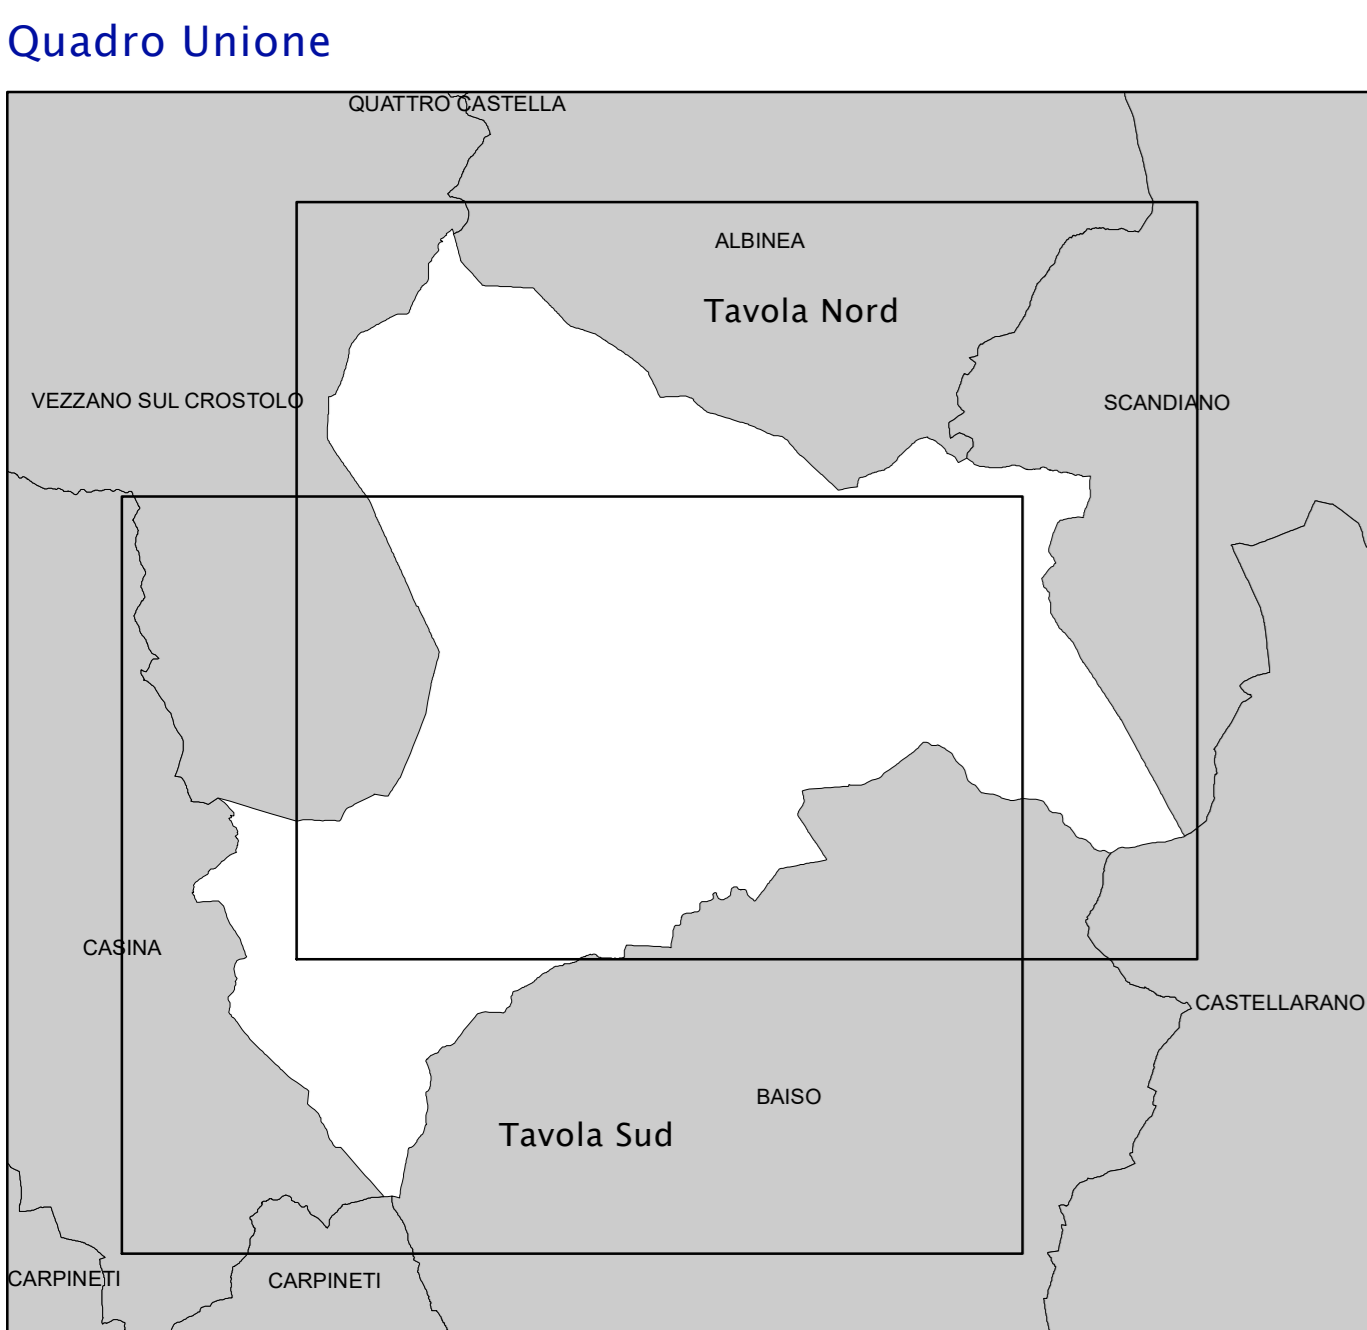 Quadro Unione
QUATTRO CASTELLA
ALBINEA
Tavola Nord
VEZZANO SUL CROSTOLO
SCANDIANO
CASINA
CASTELLARANO
BAISO
Tavola Sud
CARPINETI
CARPINETI